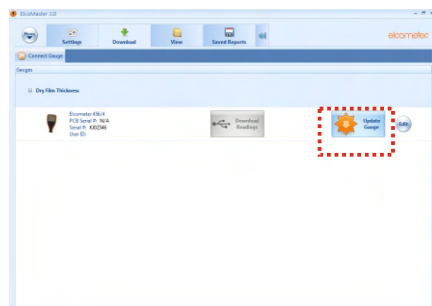 ElcoMaster 2.0
Settings
Download
View
Saved Reports
elcometer
Connect Gauge
Gauges
Dry Film Thickness
Elcometer 456/4
PCB Serial #: N/A
Serial #:
User ID:
Download
Readings
Update
Gauge
Edit